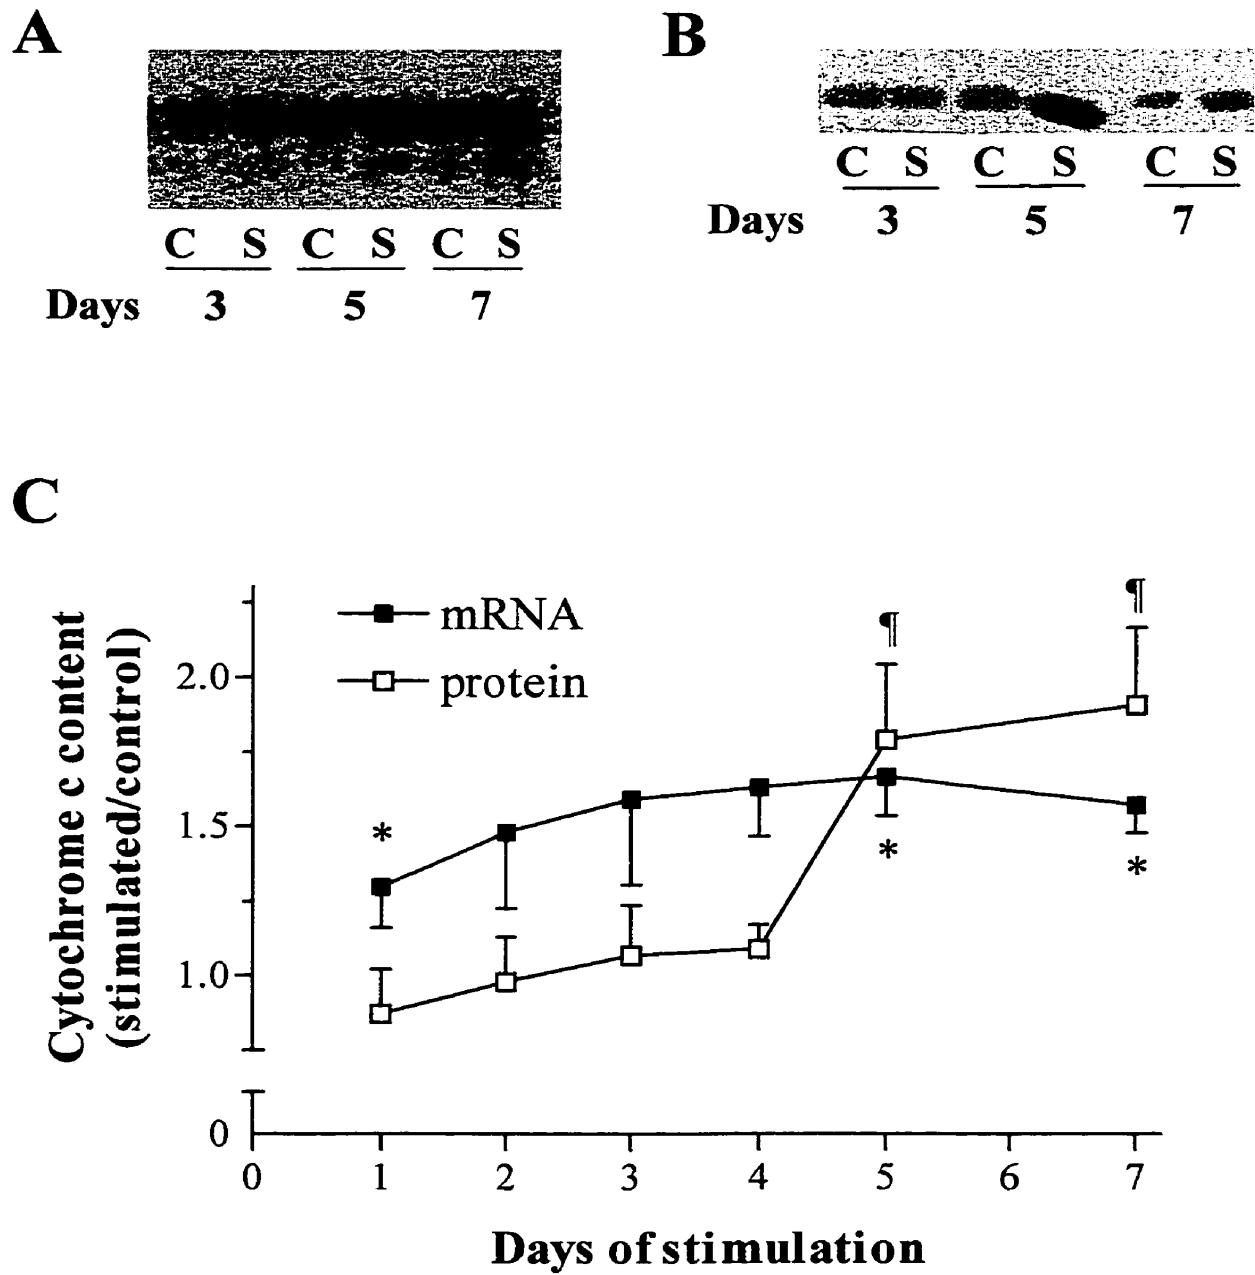 A
B
C S C S C S
Days 3 5 7
C S C S C S
Days 3 5 7
C
Cytochrome c content
(stimulated/control)
mRNA
protein
¶
¶
2.0
1.5
*
*
*
1.0
0
0 1 2 3 4 5 6 7
Days of stimulation